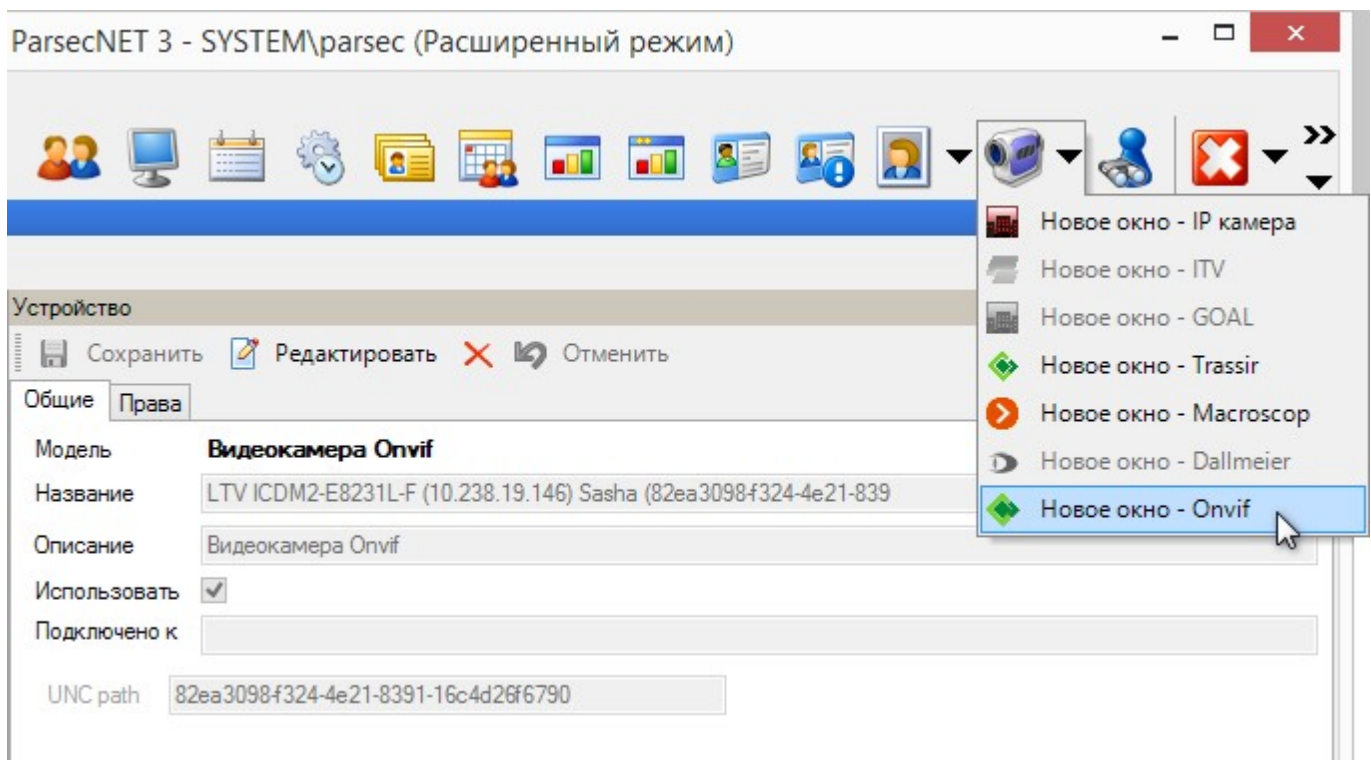 ParsecNET 3 - SYSTEM\parsec (Расширенный режим)
Новое окно - IP камера
Новое окно - ITV
Новое окно - GOAL
Новое окно - Trassir
Новое окно - Macroscop
Новое окно - Dallmeier
Новое окно - Onvif
Устройство
Сохранить Редактировать Отменить
Общие Права
Модель Видеокамера Onvif
Название LTV ICDM2-E8231L-F (10.238.19.146) Sasha (82ea3098-f324-4e21-839
Описание Видеокамера Onvif
Использовать
Подключено к
UNC path 82ea3098-f324-4e21-8391-16c4d26f6790